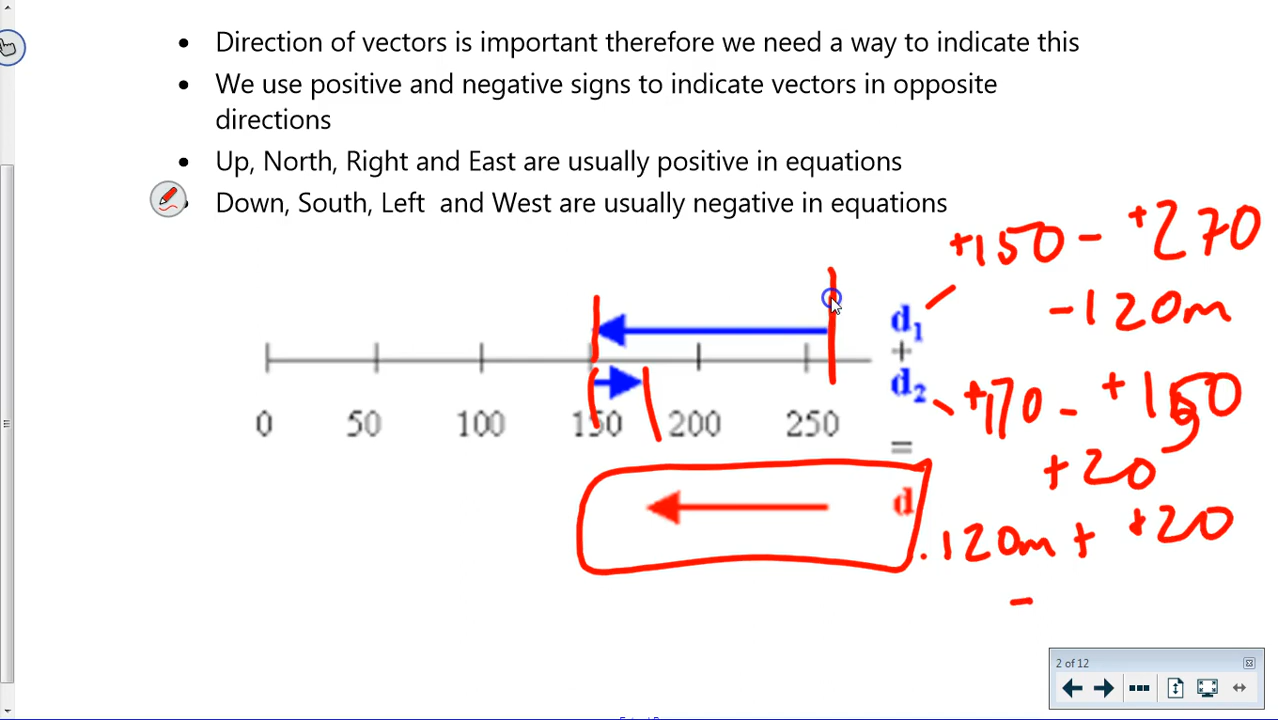 • Direction of vectors is important therefore we need a way to indicate this
• We use positive and negative signs to indicate vectors in opposite
directions
• Up, North, Right and East are usually positive in equations
Down, South, Left and West are usually negative in equations
+150 - +270
-120m
d1
+
d2
+170 - +150
0 50 100 150 200 250
=
+20
d
-120m + +20
-
2 of 12